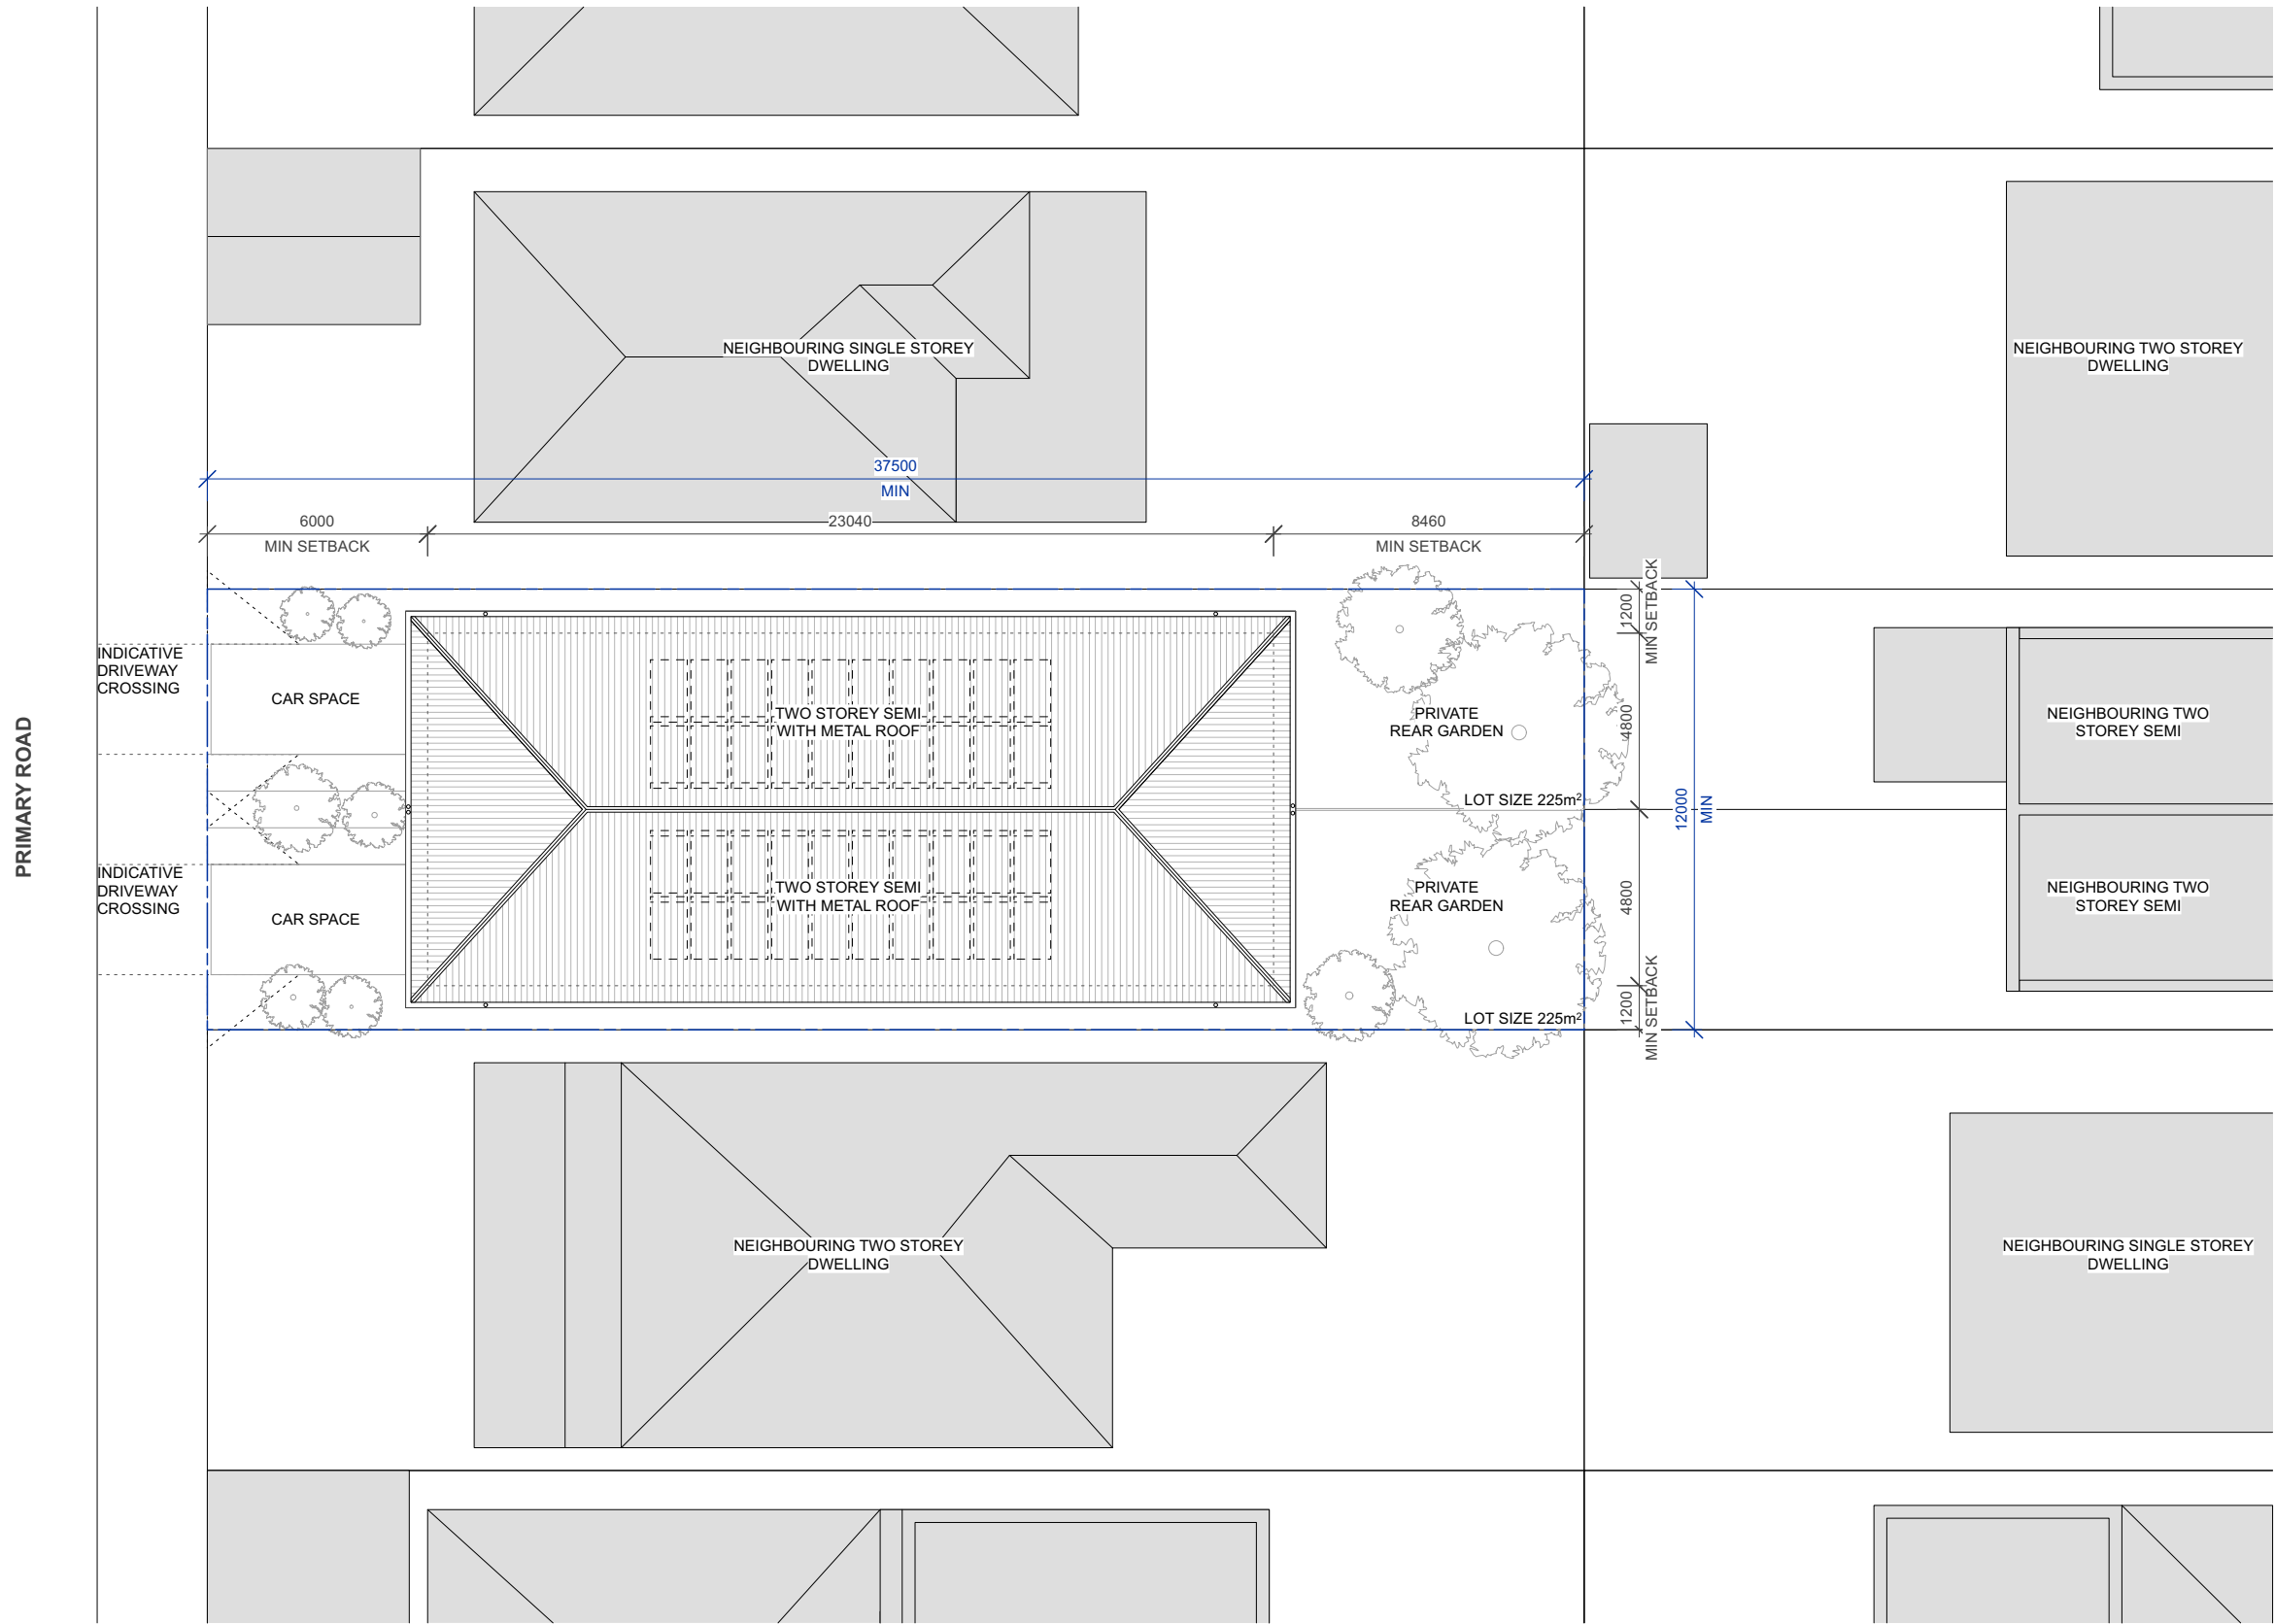 NEIGHBOURING SINGLE STOREY
DWELLING
NEIGHBOURING TWO STOREY
DWELLING
37500
MIN
6000
MIN SETBACK
23040
8460
MIN SETBACK
1200
MIN SETBACK
INDICATIVE
DRIVEWAY
CROSSING
CAR SPACE
TWO STOREY SEMI
WITH METAL ROOF
PRIVATE
REAR GARDEN
4800
NEIGHBOURING TWO
STOREY SEMI
PRIMARY ROAD
LOT SIZE 225m²
12000
MIN
INDICATIVE
DRIVEWAY
CROSSING
CAR SPACE
TWO STOREY SEMI
WITH METAL ROOF
PRIVATE
REAR GARDEN
4800
NEIGHBOURING TWO
STOREY SEMI
LOT SIZE 225m²
1200
MIN SETBACK
NEIGHBOURING TWO STOREY
DWELLING
NEIGHBOURING SINGLE STOREY
DWELLING